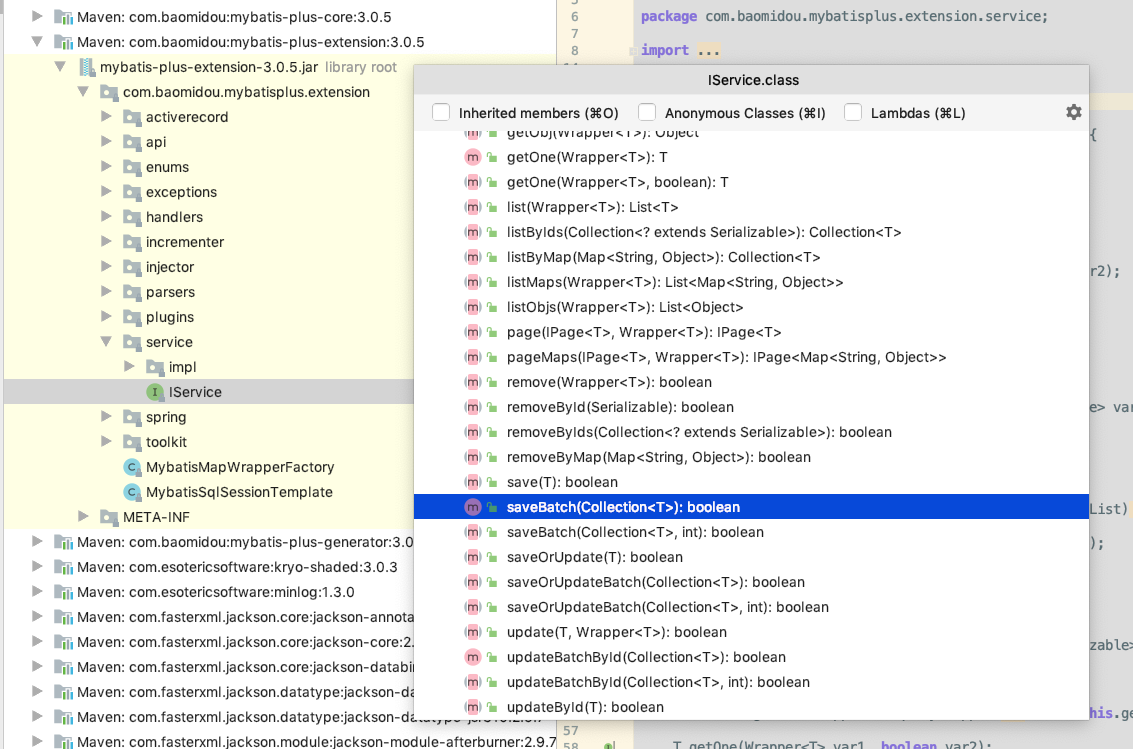 Maven: com.baomidou:mybatis-plus-core:3.0.5
Maven: com.baomidou:mybatis-plus-extension:3.0.5
mybatis-plus-extension-3.0.5.jar library root
com.baomidou.mybatisplus.extension
activerecord
api
enums
exceptions
handlers
incrementer
injector
parsers
plugins
service
impl
IService
spring
toolkit
MybatisMapWrapperFactory
MybatisSqlSessionTemplate
META-INF
Maven: com.baomidou:mybatis-plus-generator:3.0
Maven: com.esotericsoftware:kryo-shaded:3.0.3
Maven: com.esotericsoftware:minlog:1.3.0
Maven: com.fasterxml.jackson.core:jackson-annota
Maven: com.fasterxml.jackson.core:jackson-core:2.
Maven: com.fasterxml.jackson.core:jackson-databin
Maven: com.fasterxml.jackson.datatype:jackson-da
Maven: com.fasterxml.jackson.datatype:jackson-datatype-jsr310:2.9.7
Maven: com.fasterxml.jackson.module:jackson-module-afterburner:2.9.7
6 package com.baomidou.mybatisplus.extension.service;
7
8 import ...
IService.class
Inherited members (⌘O) Anonymous Classes (⌘I) Lambdas (⌘L)
getObj(Wrapper<T>): Object
getOne(Wrapper<T>): T
getOne(Wrapper<T>, boolean): T
list(Wrapper<T>): List<T>
listByIds(Collection<? extends Serializable>): Collection<T>
listByMap(Map<String, Object>): Collection<T>
listMaps(Wrapper<T>): List<Map<String, Object>>
listObjs(Wrapper<T>): List<Object>
page(IPage<T>, Wrapper<T>): IPage<T>
pageMaps(IPage<T>, Wrapper<T>): IPage<Map<String, Object>>
remove(Wrapper<T>): boolean
removeById(Serializable): boolean
removeByIds(Collection<? extends Serializable>): boolean
removeByMap(Map<String, Object>): boolean
save(T): boolean
saveBatch(Collection<T>): boolean
saveBatch(Collection<T>, int): boolean
saveOrUpdate(T): boolean
saveOrUpdateBatch(Collection<T>): boolean
saveOrUpdateBatch(Collection<T>, int): boolean
update(T, Wrapper<T>): boolean
updateBatchById(Collection<T>): boolean
updateBatchById(Collection<T>, int): boolean
updateById(T): boolean
{
r2);
e> var
List)
);
zable>
his.ge
57
58 T getOne(Wrapper<T> var1, boolean var2);